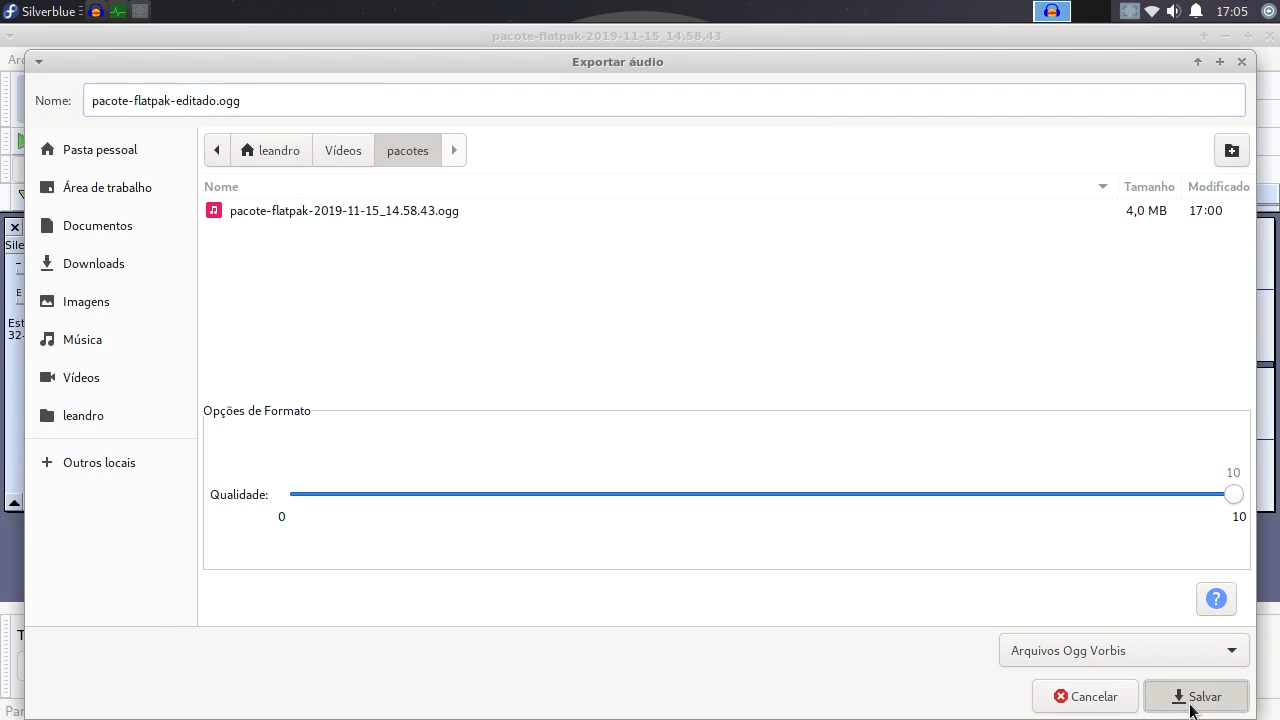 Silverblue
17:05
pacote-flatpak-2019-11-15_14.58.43
Exportar áudio
Nome:
pacote-flatpak-editado.ogg
Pasta pessoal
Área de trabalho
Documentos
Downloads
Imagens
Música
Vídeos
leandro
Outros locais
leandro
Vídeos
pacotes
Nome
Tamanho
Modificado
pacote-flatpak-2019-11-15_14.58.43.ogg
4,0 MB
17:00
Opções de Formato
10
Qualidade:
0
10
?
Arquivos Ogg Vorbis
Cancelar
Salvar